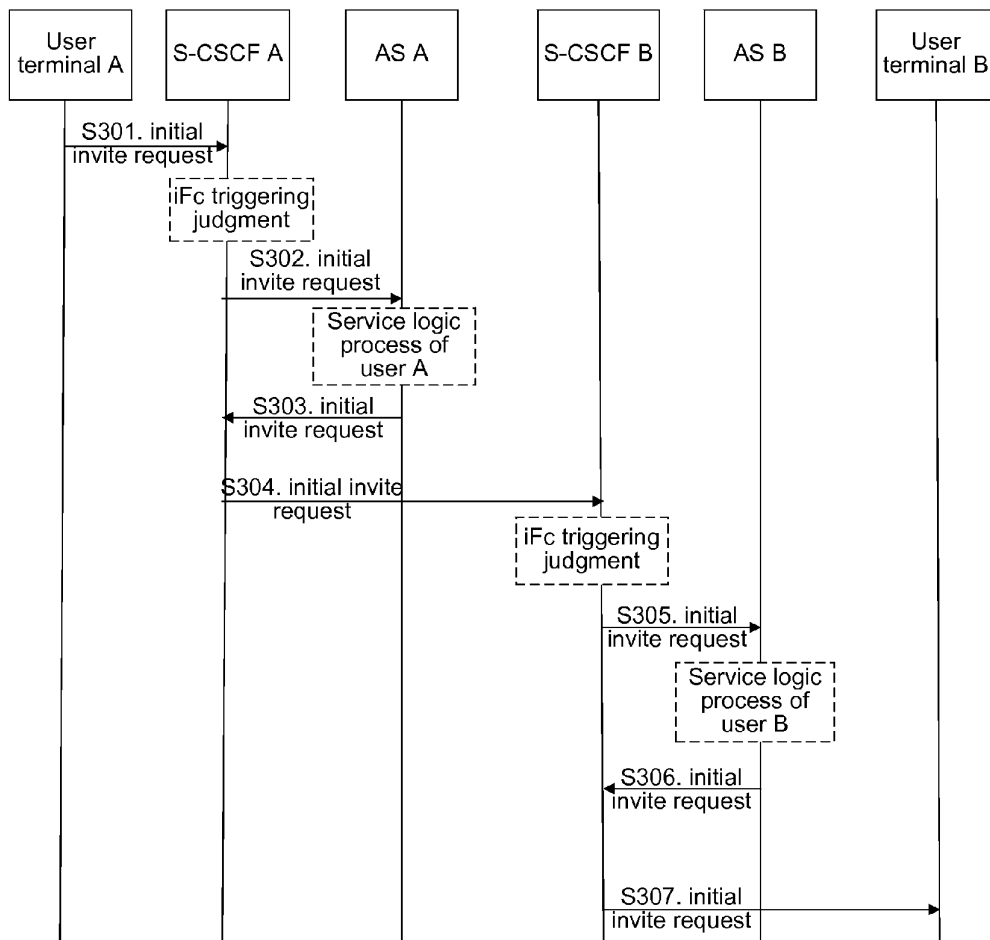 User
terminal A
S-CSCF A
AS A
S-CSCF B
AS B
User
terminal B
S301. initial
invite request
iFc triggering
judgment
S302. initial
invite request
Service logic
process of
user A
S303. initial
invite request
S304. initial invite
request
iFc triggering
judgment
S305. initial
invite request
Service logic
process of
user B
S306. initial
invite request
S307. initial
invite request